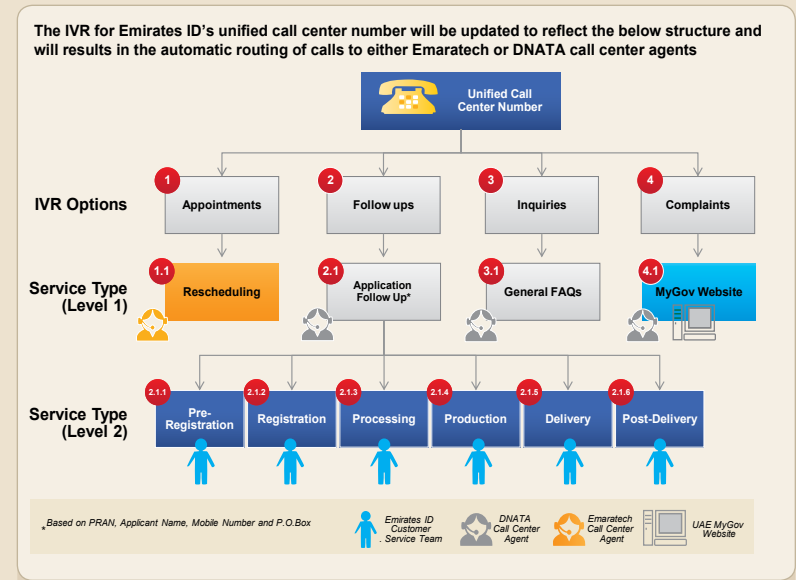 The IVR for Emirates ID's unified call center number will be updated to reflect the below structure and
will results in the automatic routing of calls to either Emaratech or DNATA call center agents
Unified Call
Center Number
IVR Options
1
Appointments
2
Follow ups
3
Inquiries
4
Complaints
Service Type
(Level 1)
1.1
Rescheduling
2.1
Application
Follow Up*
3.1
General FAQs
4.1
MyGov Website
Service Type
(Level 2)
2.1.1
Pre-
Registration
2.1.2
Registration
2.1.3
Processing
2.1.4
Production
2.1.5
Delivery
2.1.6
Post-Delivery
* Based on PRAN, Applicant Name, Mobile Number and P.O.Box
Emirates ID
Customer
. Service Team
DNATA
Call Center
Agent
Emaratech
Call Center
Agent
UAE MyGov
Website